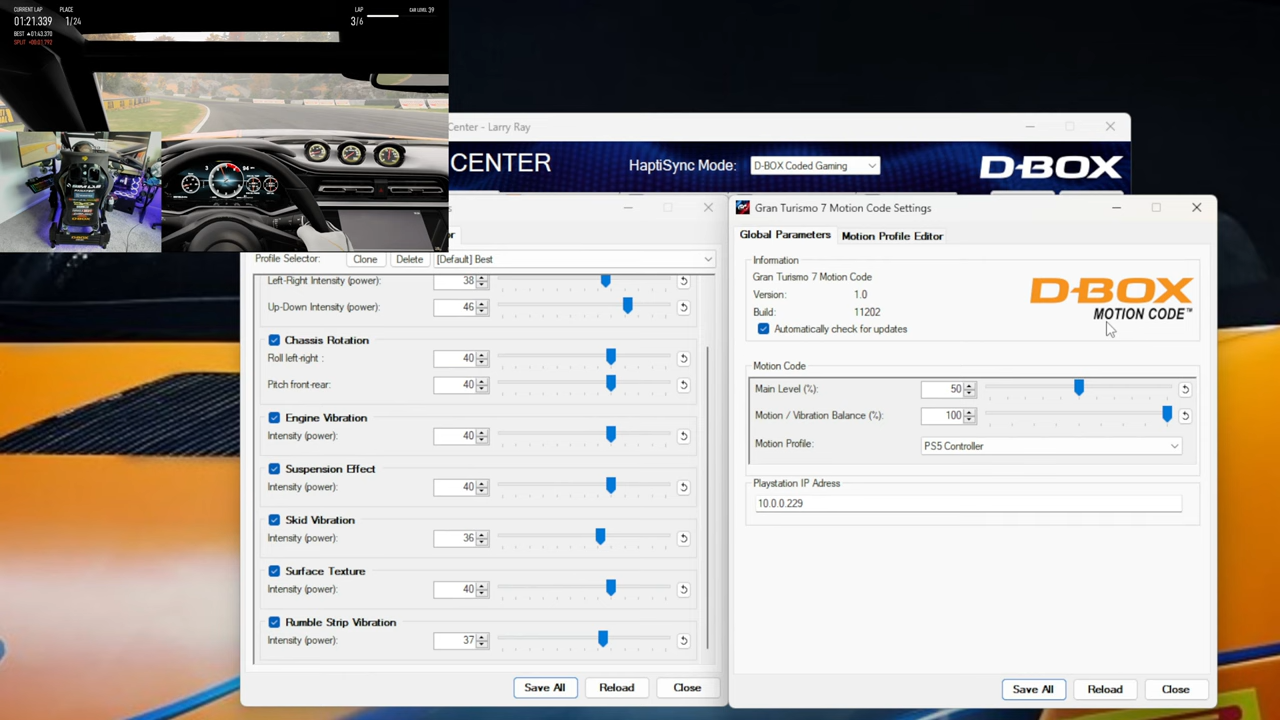 CURRENT LAP
01:21.339
PLACE
1/24
BEST ▲01:43.370
LAP
3/6
Center - Larry Ray
CENTER
HaptiSync Mode:
D-BOX Coded Gaming
D-BOX
Profile Selector:
Clone
Delete
[Default] Best
Left-Right Intensity (power):
38
Up-Down Intensity (power):
46
Chassis Rotation
Roll left-right :
40
Pitch front-rear:
40
Engine Vibration
Intensity (power):
40
Suspension Effect
Intensity (power):
40
Skid Vibration
Intensity (power):
36
Surface Texture
Intensity (power):
40
Rumble Strip Vibration
Intensity (power):
37
Save All
Reload
Close
Gran Turismo 7 Motion Code Settings
Global Parameters
Motion Profile Editor
Information
Gran Turismo 7 Motion Code
Version:
1.0
Build:
11202
Automatically check for updates
D-BOX
MOTION CODE™
Motion Code
Main Level (%):
50
Motion / Vibration Balance (%):
100
Motion Profile:
PS5 Controller
Playstation IP Adress
10.0.0.229
Save All
Reload
Close